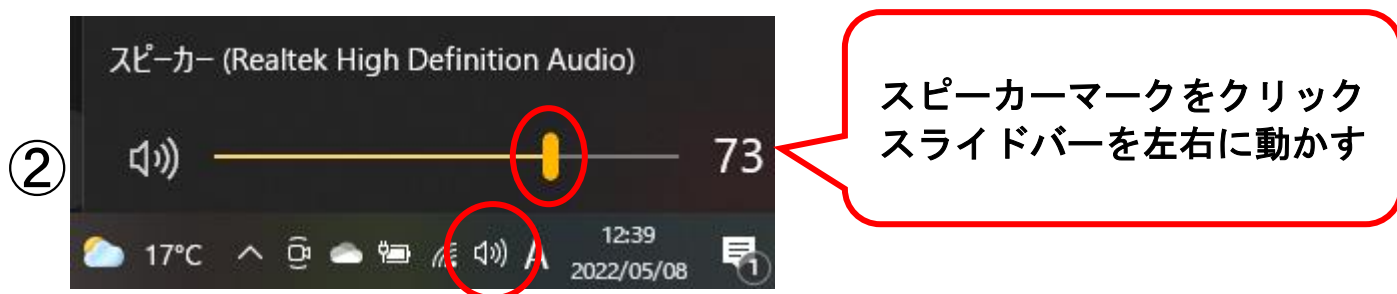 スピーカー (Realtek High Definition Audio)
スピーカーマークをクリック
スライドバーを左右に動かす
②
73
17°C A 12:39
2022/05/08
1